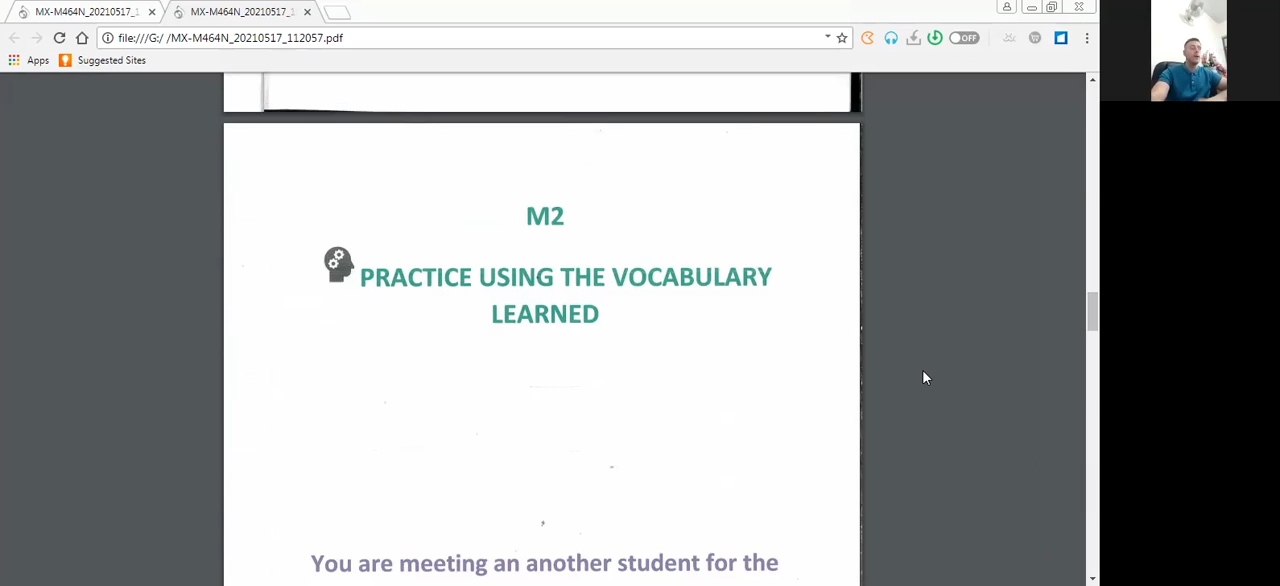 MX-M464N_20210517_1
MX-M464N_20210517_1
file:///G:/ /MX-M464N_20210517_112057.pdf
OFF
Apps
Suggested Sites
M2
PRACTICE USING THE VOCABULARY
LEARNED
You are meeting an another student for the